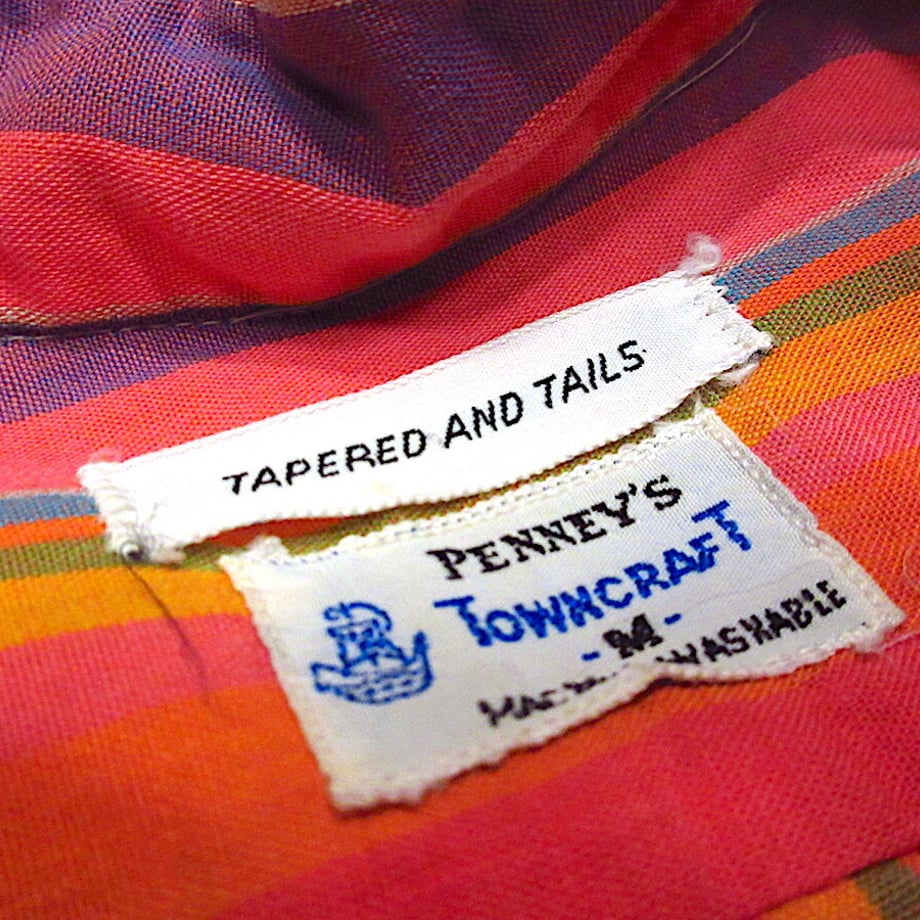 TAPERED AND TAILS
PENNEY'S
TOWNCRAFT
-M-
WASHABLE